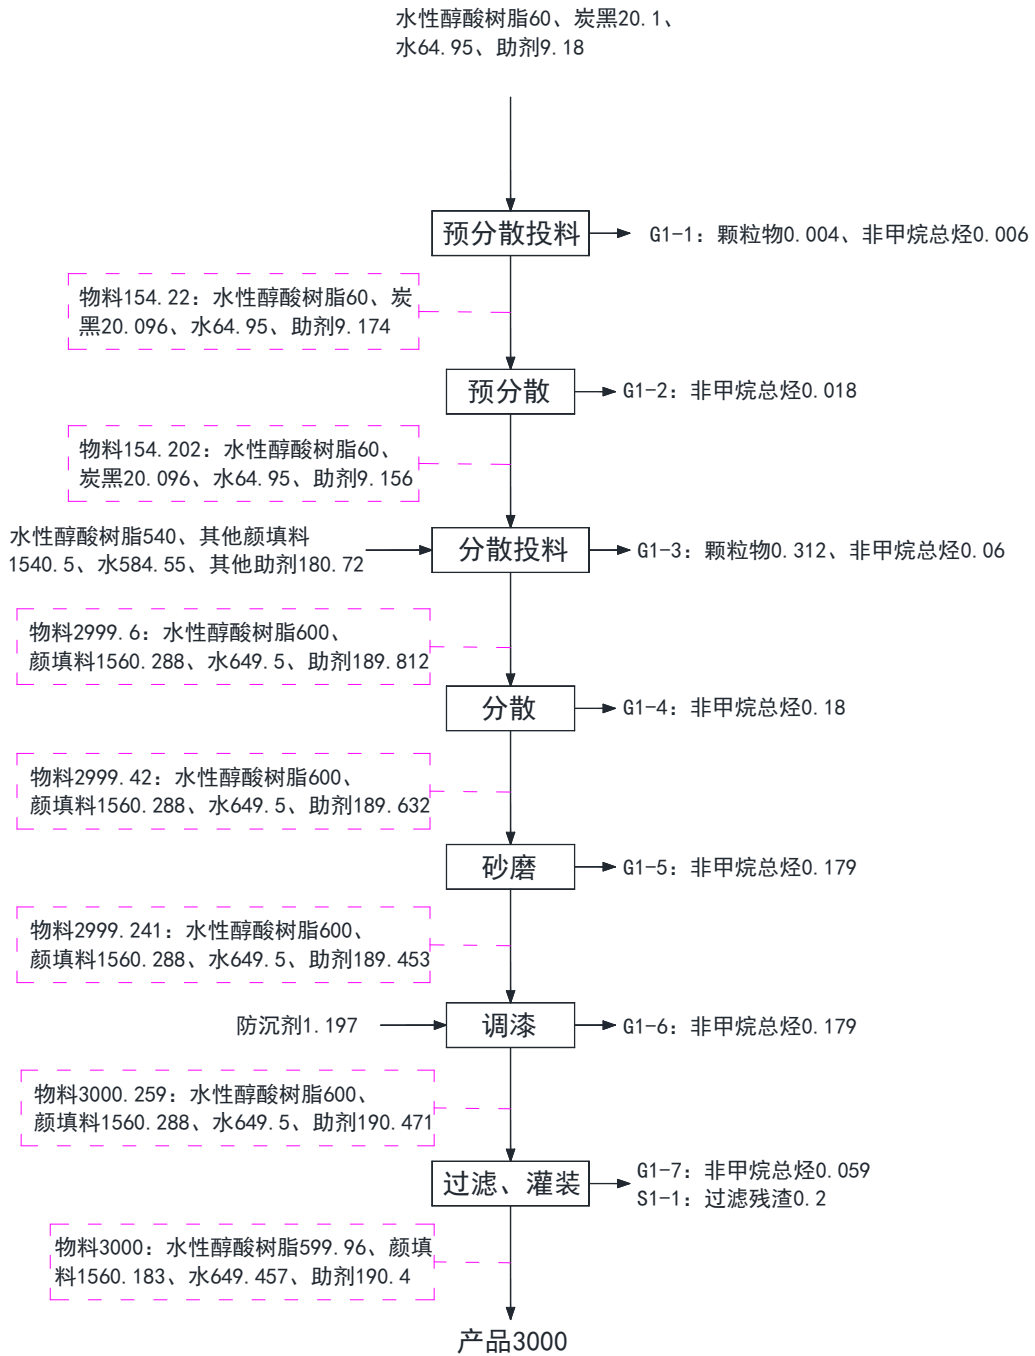 水性醇酸树脂60、炭黑20.1、
水64.95、助剂9.18
预分散投料
G1-1：颗粒物0.004、非甲烷总烃0.006
物料154.22：水性醇酸树脂60、炭
黑20.096、水64.95、助剂9.174
预分散
G1-2：非甲烷总烃0.018
物料154.202：水性醇酸树脂60、
炭黑20.096、水64.95、助剂9.156
水性醇酸树脂540、其他颜填料
1540.5、水584.55、其他助剂180.72
分散投料
G1-3：颗粒物0.312、非甲烷总烃0.06
物料2999.6：水性醇酸树脂600、
颜填料1560.288、水649.5、助剂189.812
分散
G1-4：非甲烷总烃0.18
物料2999.42：水性醇酸树脂600、
颜填料1560.288、水649.5、助剂189.632
砂磨
G1-5：非甲烷总烃0.179
物料2999.241：水性醇酸树脂600、
颜填料1560.288、水649.5、助剂189.453
防沉剂1.197
调漆
G1-6：非甲烷总烃0.179
物料3000.259：水性醇酸树脂600、
颜填料1560.288、水649.5、助剂190.471
过滤、灌装
G1-7：非甲烷总烃0.059
S1-1：过滤残渣0.2
物料3000：水性醇酸树脂599.96、颜填
料1560.183、水649.457、助剂190.4
产品3000